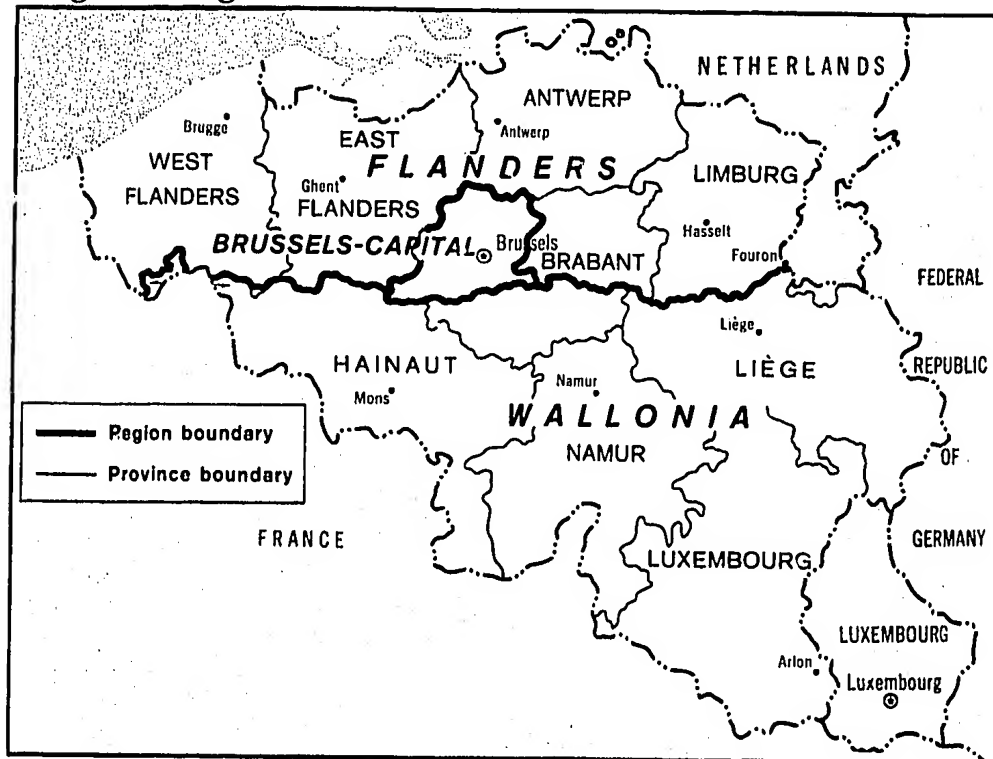 NETHERLANDS
ANTWERP
Brugge
EAST
Antwerp
WEST
FLANDERS
LIMBURG
FLANDERS
Ghent
FLANDERS
Hasselt
BRUSSELS-CAPITAL
Brussels
BRABANT
Fouron
FEDERAL
Liège
HAINAUT
LIÈGE
REPUBLIC
Mons
Namur
WALLONIA
Region boundary
NAMUR
OF
Province boundary
FRANCE
GERMANY
LUXEMBOURG
LUXEMBOURG
Arlon
Luxembourg